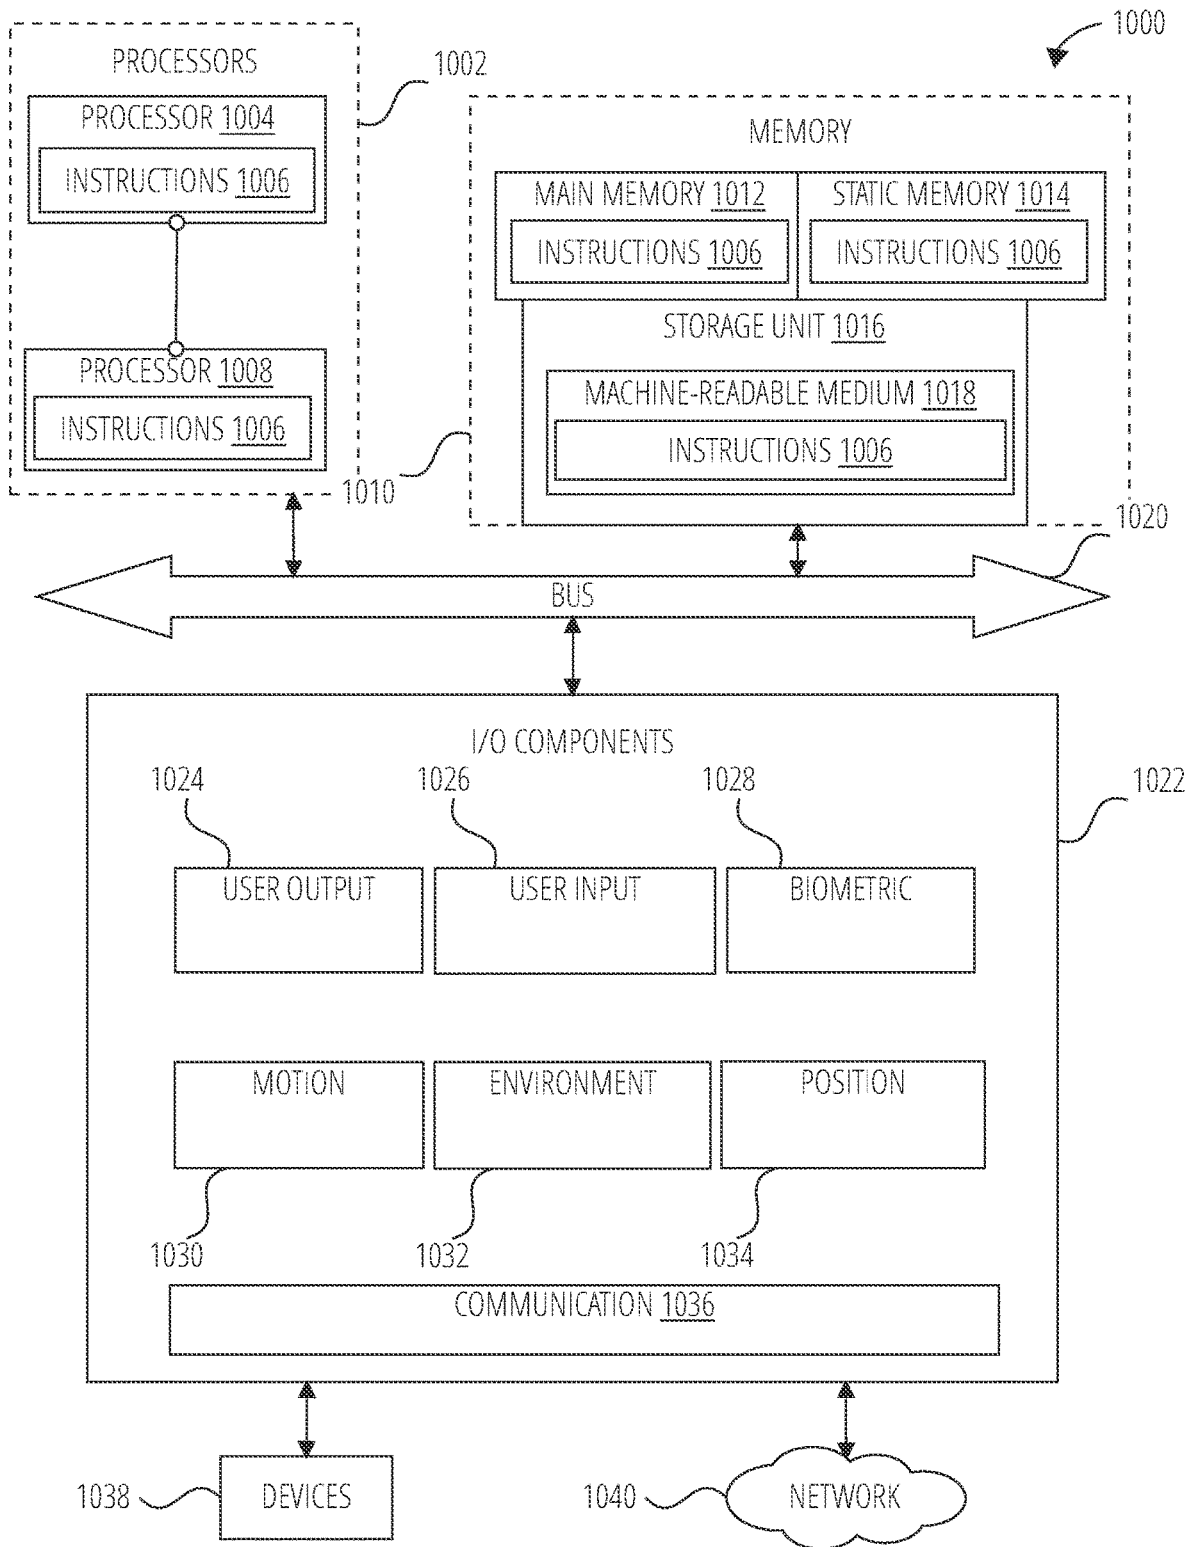 1000
PROCESSORS
1002
PROCESSOR 1004
INSTRUCTIONS 1006
PROCESSOR 1008
INSTRUCTIONS 1006
MEMORY
MAIN MEMORY 1012
INSTRUCTIONS 1006
STATIC MEMORY 1014
INSTRUCTIONS 1006
STORAGE UNIT 1016
MACHINE-READABLE MEDIUM 1018
INSTRUCTIONS 1006
1010
1020
BUS
I/O COMPONENTS
1022
1024
1026
1028
USER OUTPUT
USER INPUT
BIOMETRIC
MOTION
ENVIRONMENT
POSITION
1030
1032
1034
COMMUNICATION 1036
1038
DEVICES
1040
NETWORK